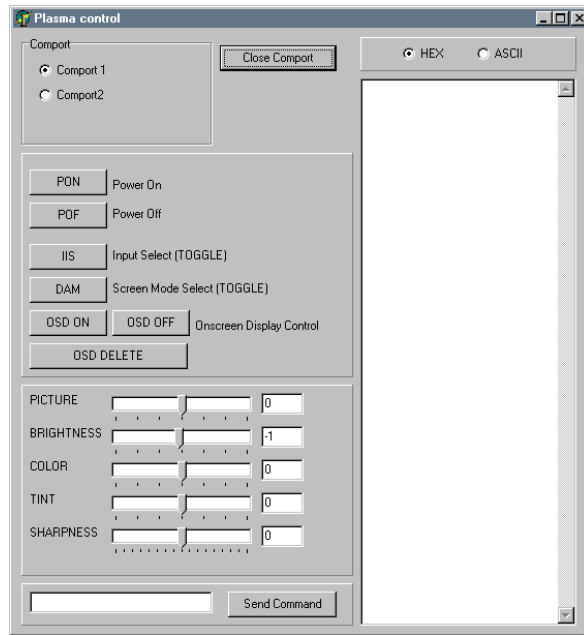 Plasma control
Comport
Comport 1
Comport2
Close Comport
HEX
ASCII
PON
Power On
POF
Power Off
IIS
Input Select (TOGGLE)
DAM
Screen Mode Select (TOGGLE)
OSD ON
OSD OFF
Onscreen Display Control
OSD DELETE
PICTURE
0
BRIGHTNESS
-1
COLOR
0
TINT
0
SHARPNESS
0
Send Command